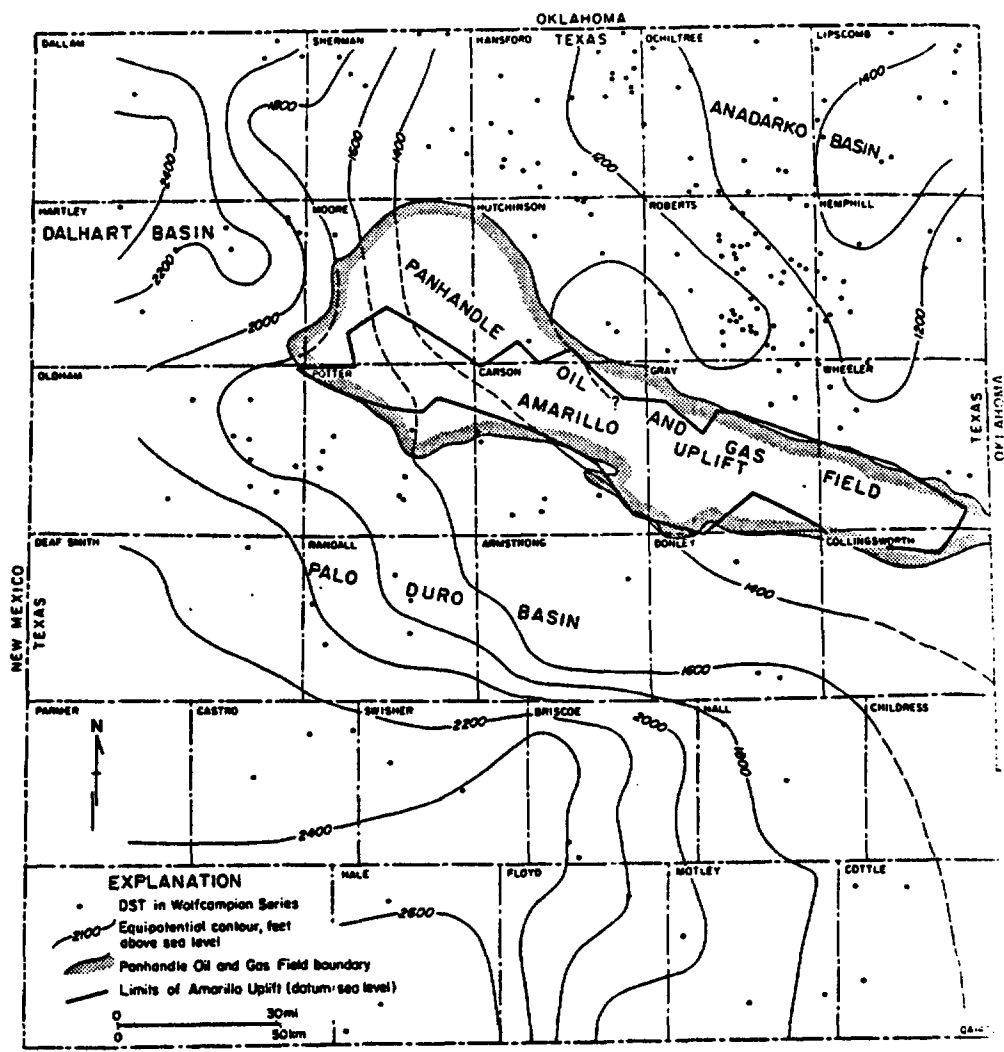 OKLAHOMA
TEXAS
DALLAM
SHERMAN
HANSFORD
OCHILTREE
LIPSCOMB
1400
ANADARKO
BASIN
1800
1600
1400
1200
2400
HARTLEY
MOORE
HUTCHINSON
ROBERTS
HEMPHILL
DALHART BASIN
2200
2000
1200
PANHANDLE
OIL
AND
GAS
FIELD
AMARILLO
UPLIFT
?
OLDHAM
POTTER
CARSON
GRAY
WHEELER
TEXAS
OKLAHOMA
DEAF SMITH
RANDALL
ARMSTRONG
DONLEY
COLLINGSWORTH
PALO
DURO
BASIN
1400
1600
NEW MEXICO
TEXAS
PARMER
CASTRO
SWISHER
BRISCOE
HALL
CHILDRESS
2200
2000
1800
N
2400
HALE
FLOYD
MOTLEY
COTTLE
2600
EXPLANATION
DST in Wolfcampian Series
2100 Equipotential contour, feet
above sea level
Panhandle Oil and Gas Field boundary
Limits of Amarillo Uplift (datum: sea level)
0 30mi
0 50km